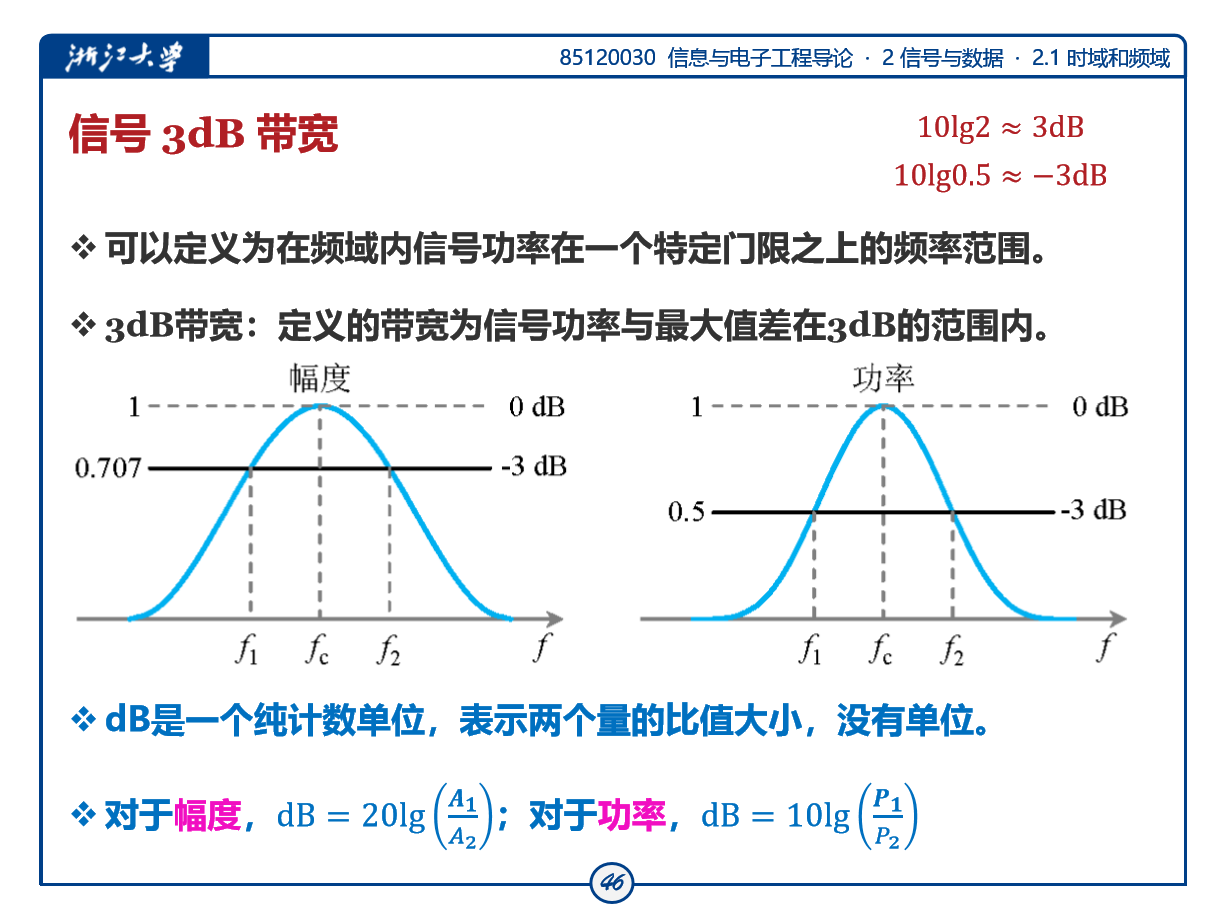 浙江大学
85120030 信息与电子工程导论 · 2 信号与数据 · 2.1 时域和频域
信号 3dB 带宽
10lg2 ≈ 3dB
10lg0.5 ≈ −3dB
❖ 可以定义为在频域内信号功率在一个特定门限之上的频率范围。
❖ 3dB带宽：定义的带宽为信号功率与最大值差在3dB的范围内。
幅度
1 0 dB
0.707 -3 dB
f1 fc f2 f
功率
1 0 dB
0.5 -3 dB
f1 fc f2 f
❖ dB是一个纯计数单位，表示两个量的比值大小，没有单位。
❖ 对于幅度，dB = 20lg(A1/A2)；对于功率，dB = 10lg(P1/P2)
46